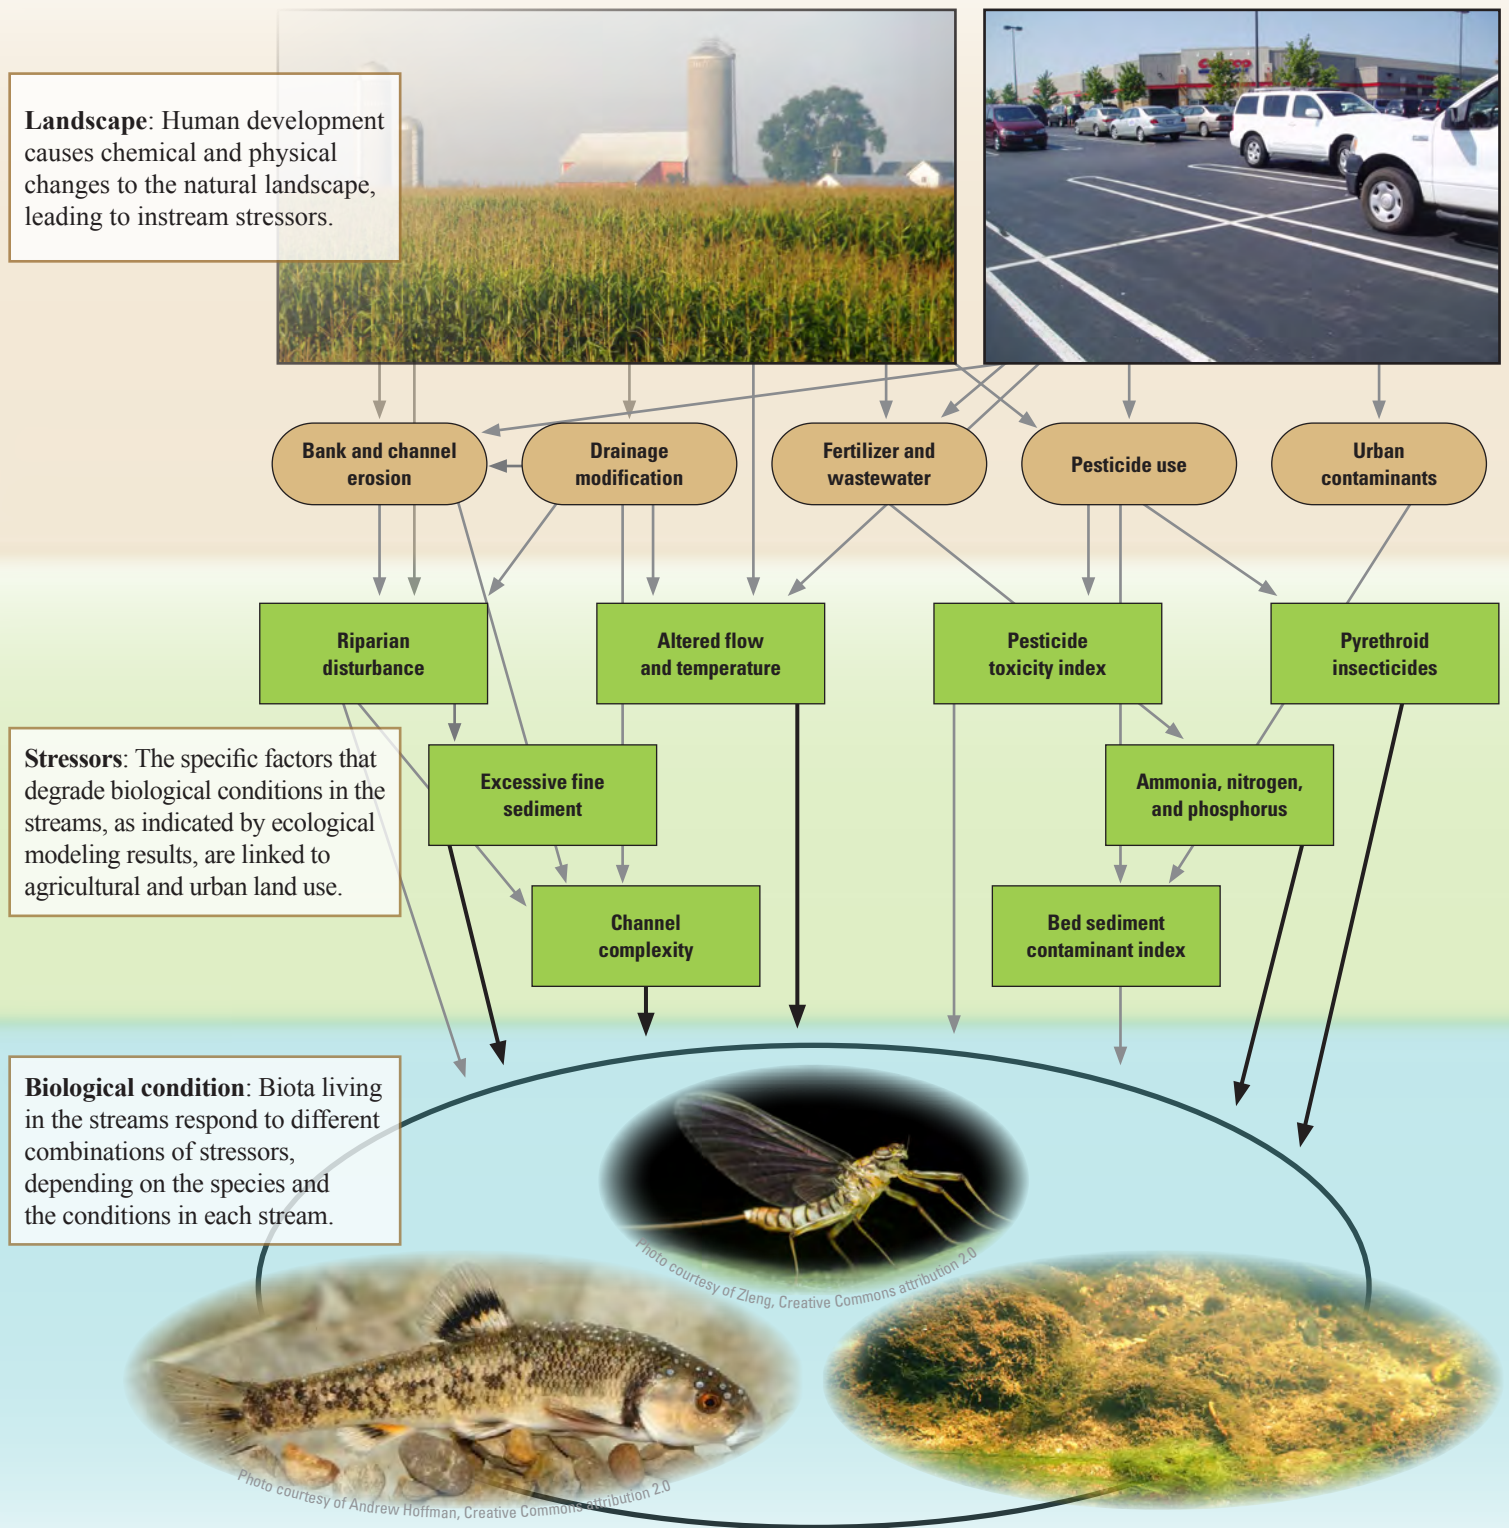 Landscape: Human development
causes chemical and physical
changes to the natural landscape,
leading to instream stressors.
Bank and channel
erosion
Drainage
modification
Fertilizer and
wastewater
Pesticide use
Urban
contaminants
Riparian
disturbance
Altered flow
and temperature
Pesticide
toxicity index
Pyrethroid
insecticides
Stressors: The specific factors that
degrade biological conditions in the
streams, as indicated by ecological
modeling results, are linked to
agricultural and urban land use.
Excessive fine
sediment
Ammonia, nitrogen,
and phosphorus
Channel
complexity
Bed sediment
contaminant index
Biological condition: Biota living
in the streams respond to different
combinations of stressors,
depending on the species and
the conditions in each stream.
Photo courtesy of Zleng, Creative Commons attribution 2.0
Photo courtesy of Andrew Hoffman, Creative Commons attribution 2.0